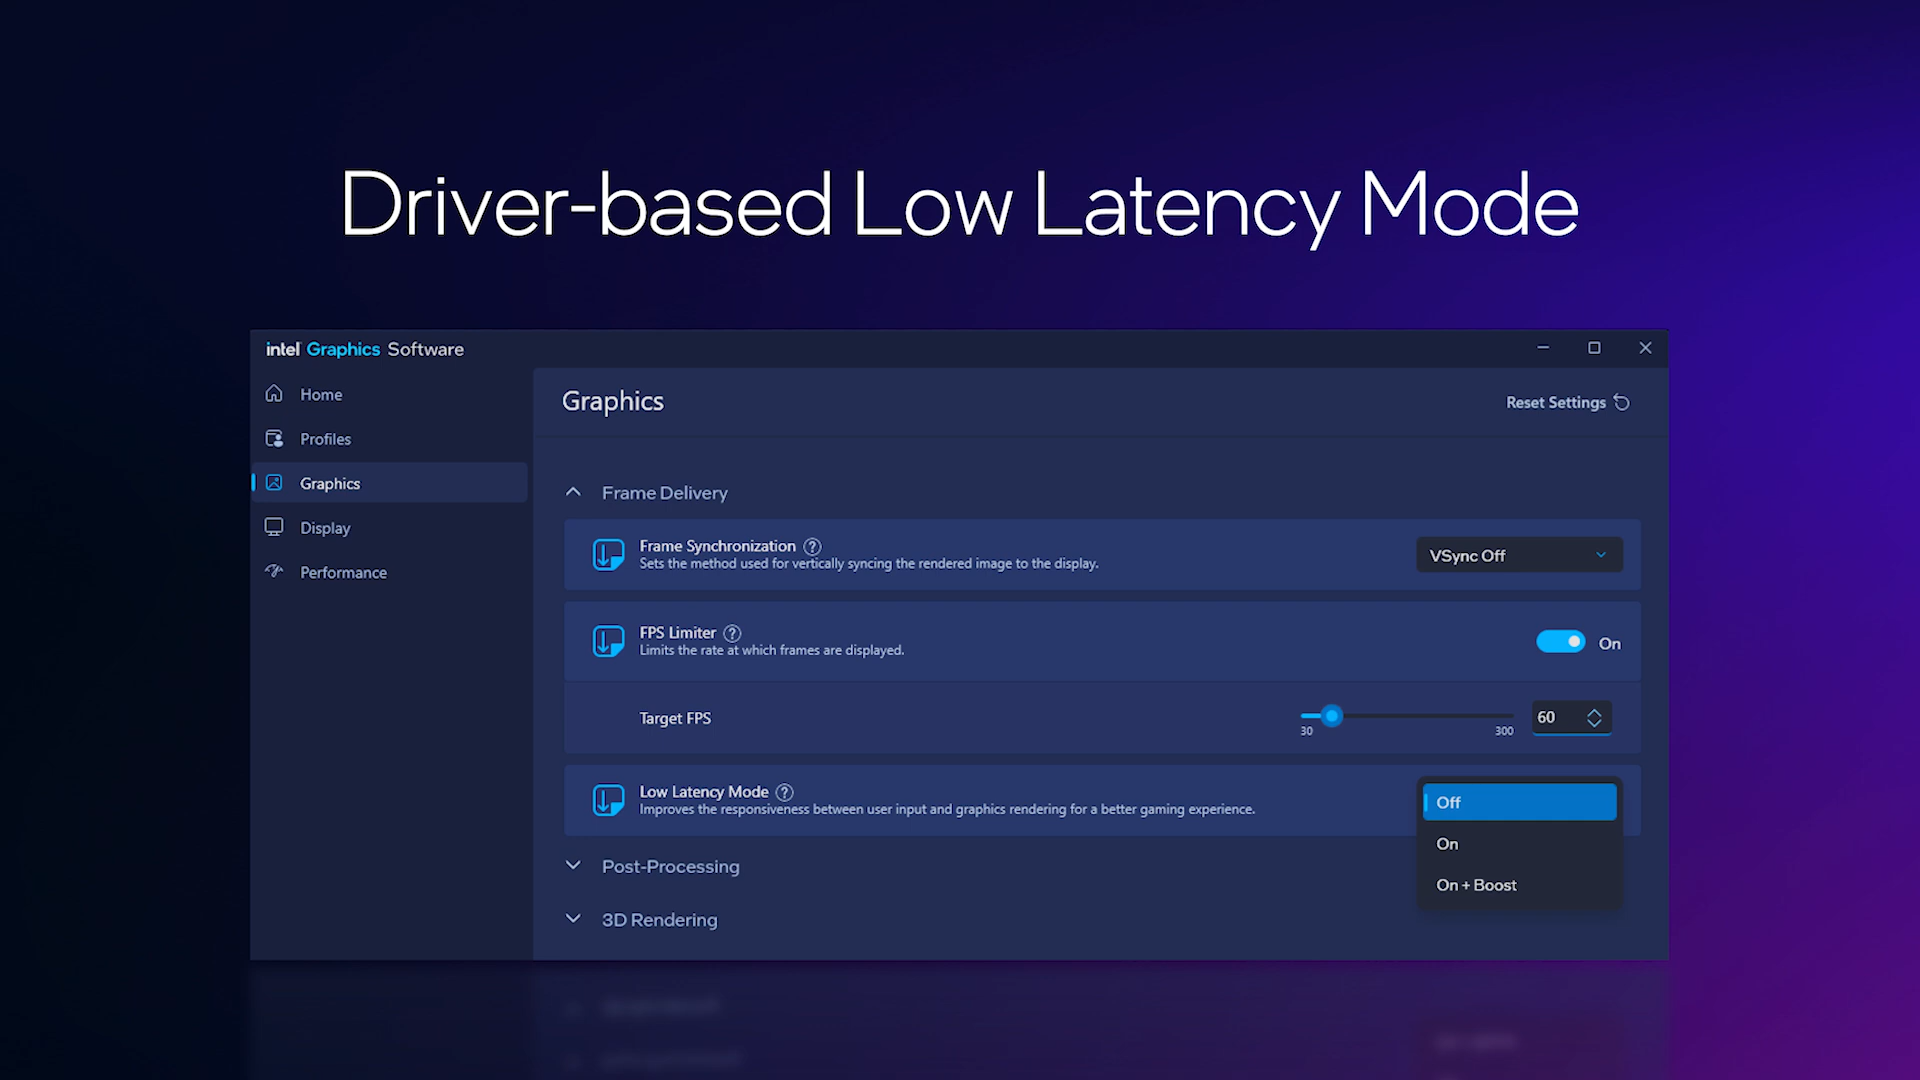 Driver-based Low Latency Mode
intel Graphics Software
Home
Profiles
Graphics
Display
Performance
Graphics
Reset Settings
Frame Delivery
Frame Synchronization ?
Sets the method used for vertically syncing the rendered image to the display.
VSync Off
FPS Limiter ?
Limits the rate at which frames are displayed.
On
Target FPS
30
300
60
Low Latency Mode ?
Improves the responsiveness between user input and graphics rendering for a better gaming experience.
Off
On
On + Boost
Post-Processing
3D Rendering